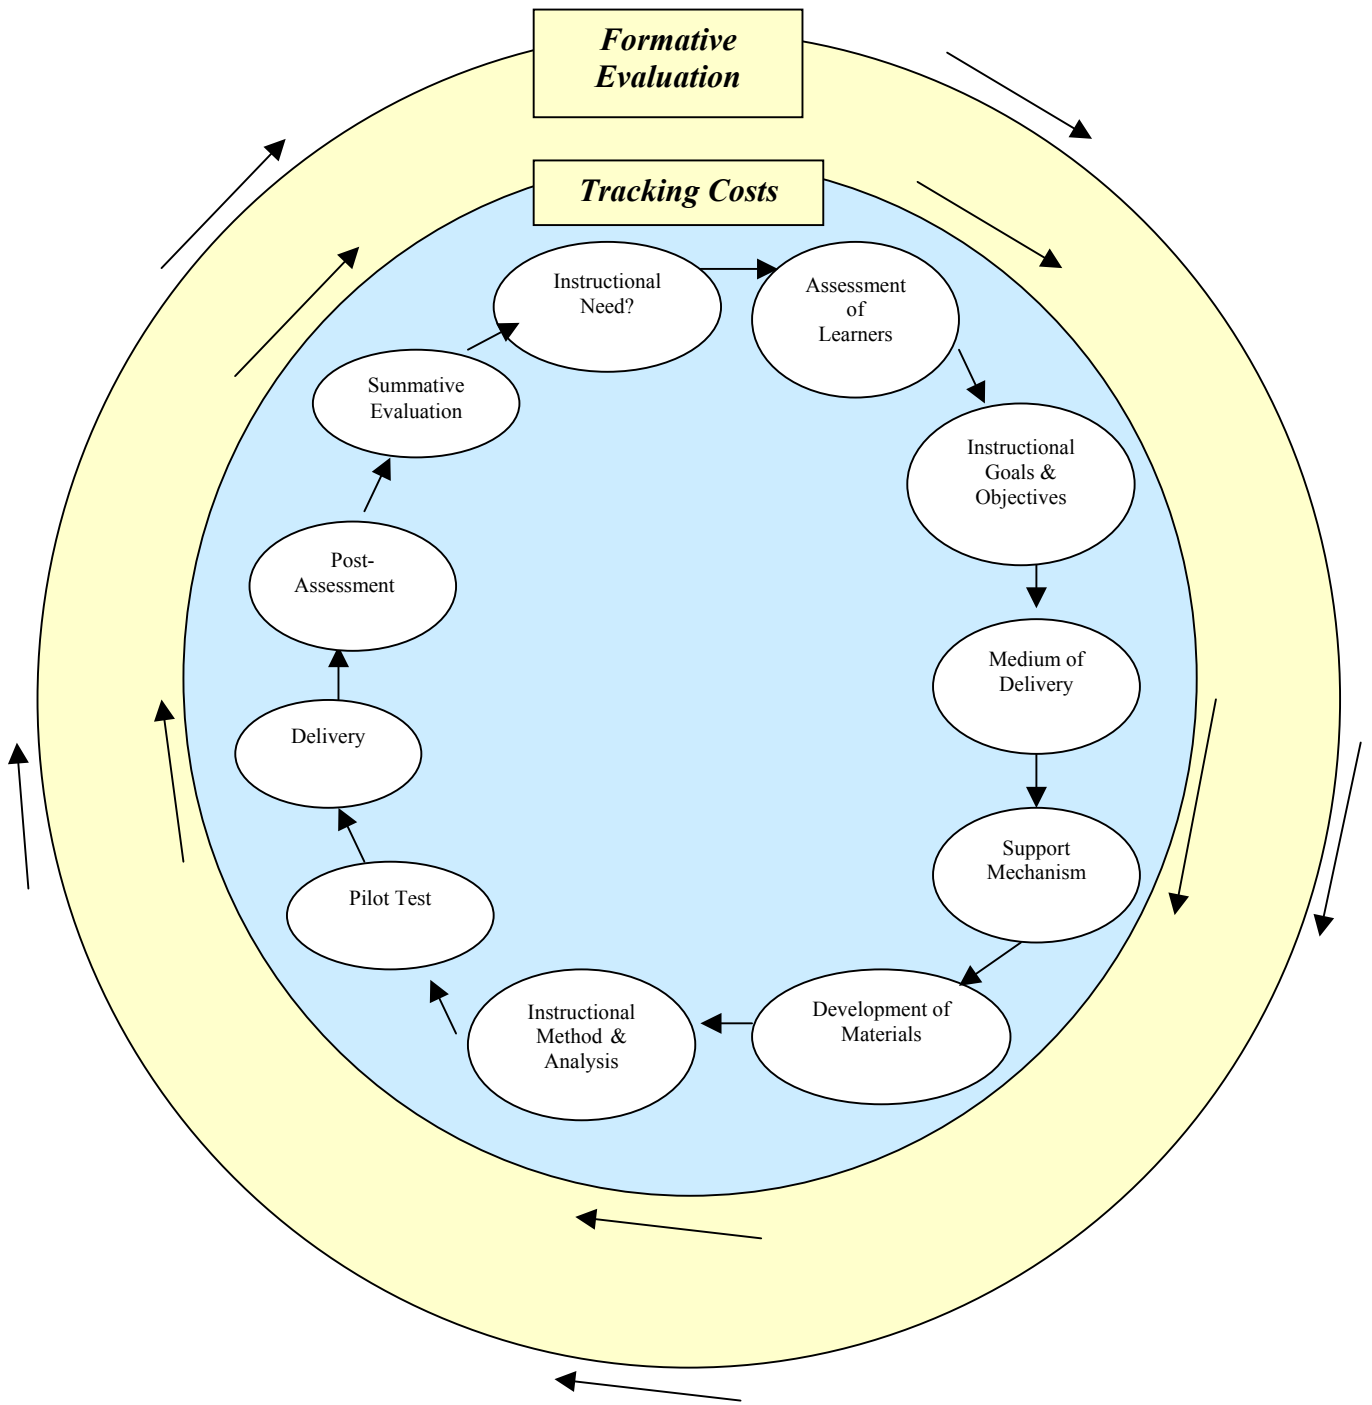 Formative
Evaluation
Tracking Costs
Instructional
Need?
Assessment
of
Learners
Instructional
Goals &
Objectives
Medium of
Delivery
Support
Mechanism
Development of
Materials
Instructional
Method &
Analysis
Pilot Test
Delivery
Post-
Assessment
Summative
Evaluation